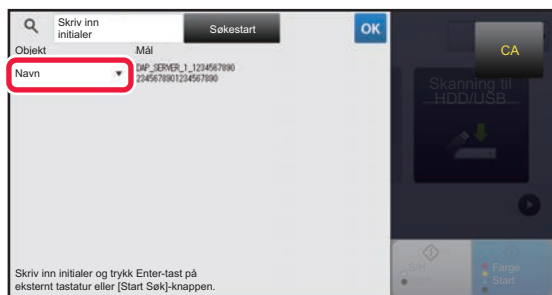 Skriv inn
initialer
Søkestart
OK
CA
Objekt
Mål
Navn
DAP_SERVER_1_1234567890
2345678901234567890
Skanning til
HDD/USB
Skriv inn initialer og trykk Enter-tast på
eksternt tastatur eller [Start Søk]-knappen.
S/H
Start
Farge
Start